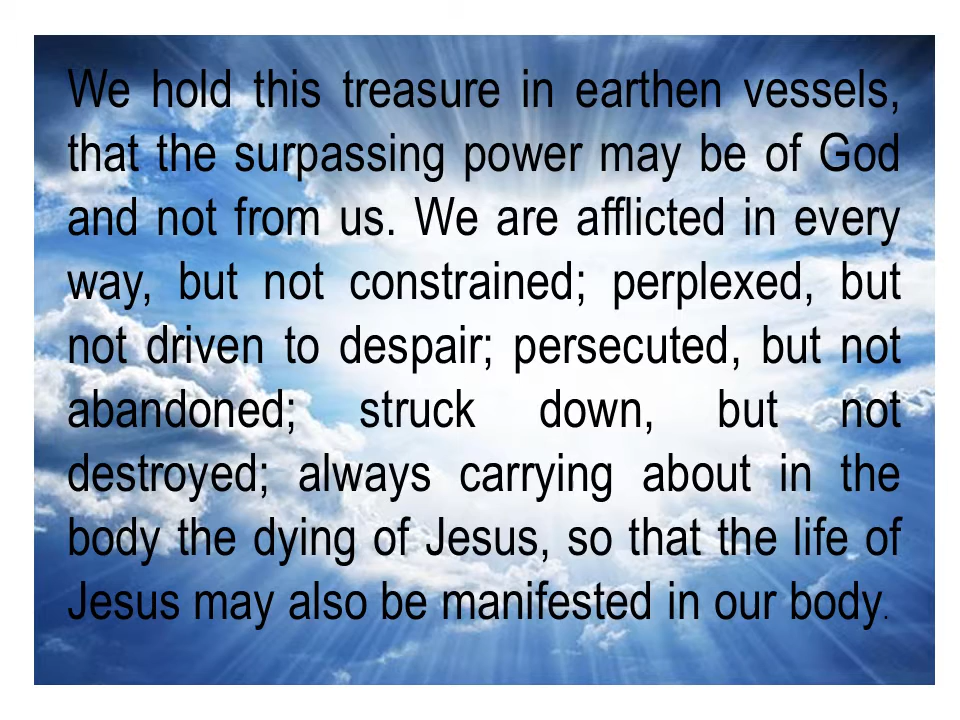 We hold this treasure in earthen vessels,
that the surpassing power may be of God
and not from us. We are afflicted in every
way, but not constrained; perplexed, but
not driven to despair; persecuted, but not
abandoned; struck down, but not
destroyed; always carrying about in the
body the dying of Jesus, so that the life of
Jesus may also be manifested in our body.